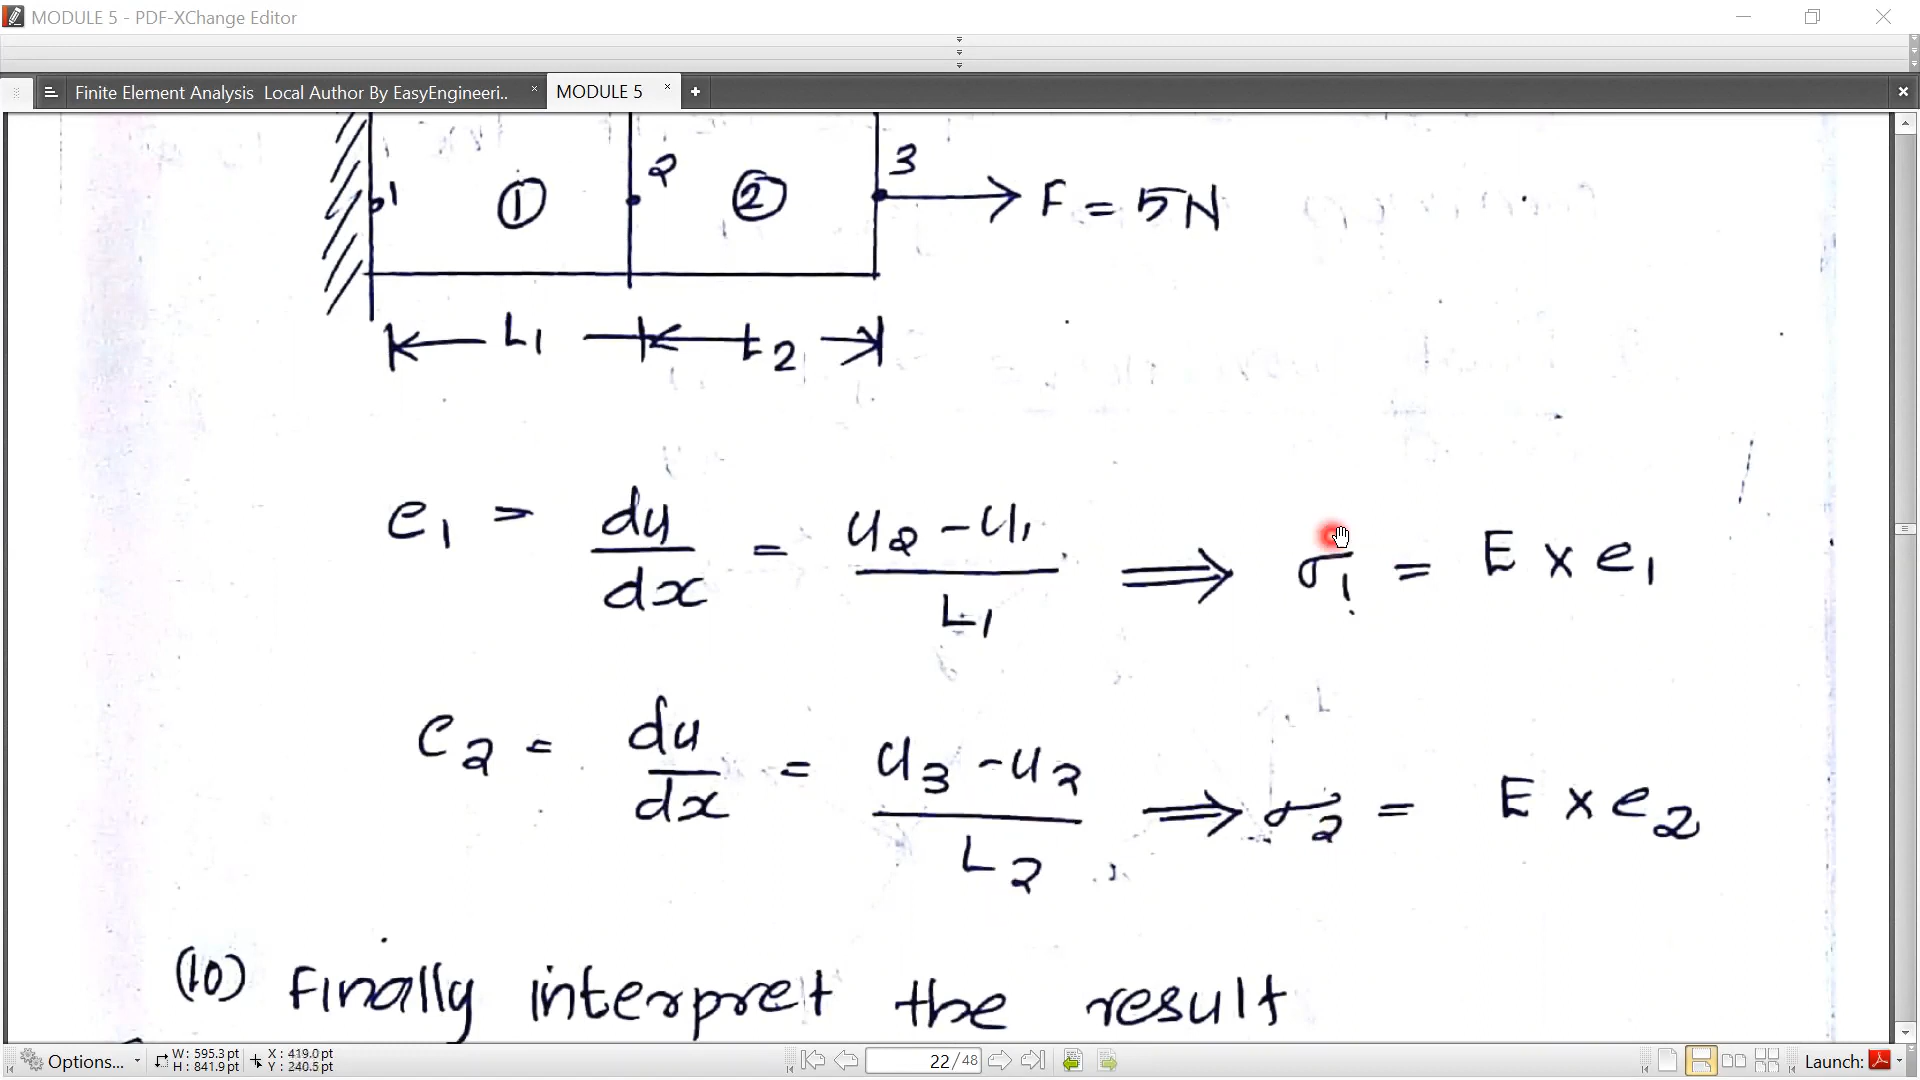 MODULE 5 - PDF-XChange Editor
Finite Element Analysis Local Author By EasyEngineeri..
MODULE 5
1 ① 2 ② 3 F = 5N
L1 L2
e1 = du/dx = u2 - u1 / L1 ⟹ σ1 = E × e1
e2 = du/dx = u3 - u2 / L2 ⟹ σ2 = E × e2
(10) Finally interpret the result
Options...
W: 595.3 pt
H: 841.9 pt
X: 419.0 pt
Y: 240.5 pt
22 / 48
Launch: